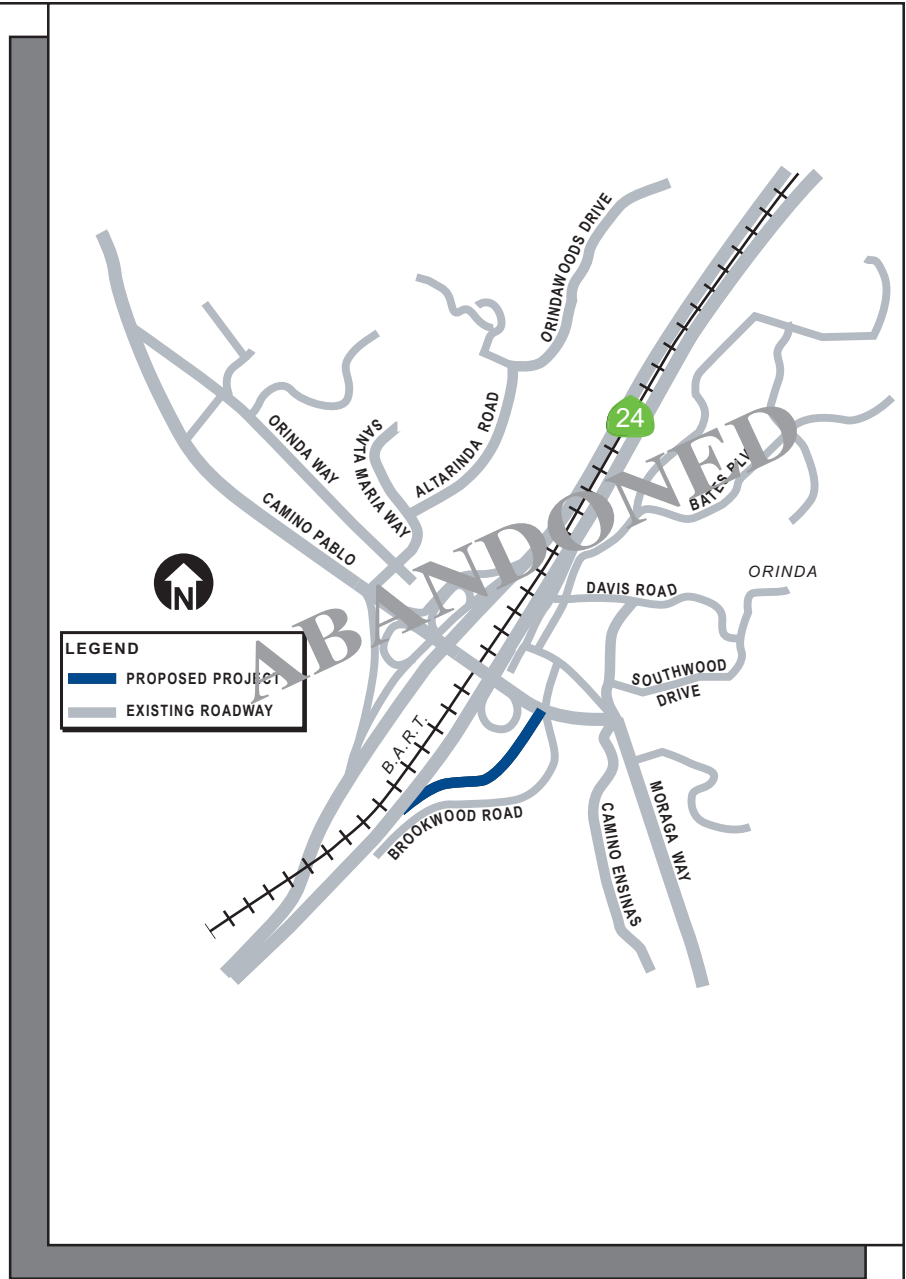 ORINDAWOODS DRIVE
24
ORINDA WAY
SANTA MARIA WAY
ALTARINDA ROAD
CAMINO PABLO
BATES PLV
ABANDONED
N
DAVIS ROAD
ORINDA
LEGEND
PROPOSED PROJECT
EXISTING ROADWAY
SOUTHWOOD
DRIVE
B.A.R.T.
BROOKWOOD ROAD
CAMINO ENSINAS
MORAGA WAY